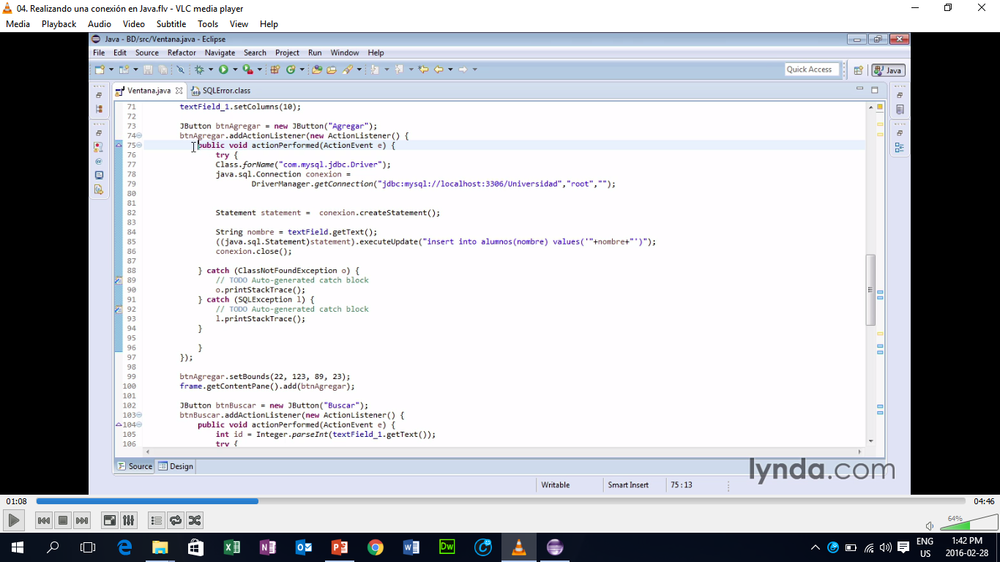 04. Realizando una conexión en Java.flv - VLC media player
Media Playback Audio Video Subtitle Tools View Help
Java - BD/src/Ventana.java - Eclipse
File Edit Source Refactor Navigate Search Project Run Window Help
Quick Access Java
Ventana.java SQLError.class
71 textField_1.setColumns(10);
72
73 JButton btnAgregar = new JButton("Agregar");
74 btnAgregar.addActionListener(new ActionListener() {
75 public void actionPerformed(ActionEvent e) {
76 try {
77 Class.forName("com.mysql.jdbc.Driver");
78 java.sql.Connection conexion =
79 DriverManager.getConnection("jdbc:mysql://localhost:3306/Universidad","root","");
80
81
82 Statement statement = conexion.createStatement();
83
84 String nombre = textField.getText();
85 ((java.sql.Statement)statement).executeUpdate("insert into alumnos(nombre) values('"+nombre+"')");
86 conexion.close();
87
88 } catch (ClassNotFoundException o) {
89 // TODO Auto-generated catch block
90 o.printStackTrace();
91 } catch (SQLException l) {
92 // TODO Auto-generated catch block
93 l.printStackTrace();
94 }
95
96 }
97 });
98
99 btnAgregar.setBounds(22, 123, 89, 23);
100 frame.getContentPane().add(btnAgregar);
101
102 JButton btnBuscar = new JButton("Buscar");
103 btnBuscar.addActionListener(new ActionListener() {
104 public void actionPerformed(ActionEvent e) {
105 int id = Integer.parseInt(textField_1.getText());
106 try {
Source Design
lynda.com
Writable Smart Insert 75 : 13
01:08 04:46
64%
ENG 1:42 PM
US 2016-02-28